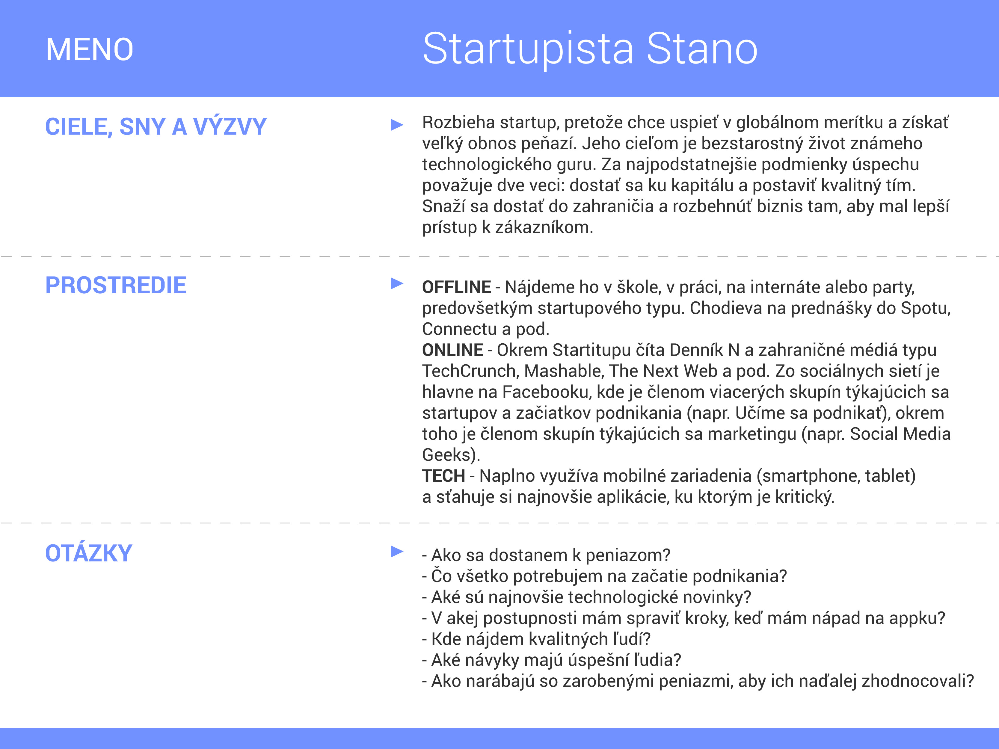 MENO
Startupista Stano
CIELE, SNY A VÝZVY
Rozbieha startup, pretože chce uspieť v globálnom merítku a získať
veľký obnos peňazí. Jeho cieľom je bezstarostný život známeho
technologického guru. Za najpodstatnejšie podmienky úspechu
považuje dve veci: dostať sa ku kapitálu a postaviť kvalitný tím.
Snaží sa dostať do zahraničia a rozbehnúť biznis tam, aby mal lepší
prístup k zákazníkom.
PROSTREDIE
OFFLINE - Nájdeme ho v škole, v práci, na internáte alebo party,
predovšetkým startupového typu. Chodieva na prednášky do Spotu,
Connectu a pod.
ONLINE - Okrem Startitupu číta Denník N a zahraničné médiá typu
TechCrunch, Mashable, The Next Web a pod. Zo sociálnych sietí je
hlavne na Facebooku, kde je členom viacerých skupín týkajúcich sa
startupov a začiatkov podnikania (napr. Učíme sa podnikať), okrem
toho je členom skupín týkajúcich sa marketingu (napr. Social Media
Geeks).
TECH - Naplno využíva mobilné zariadenia (smartphone, tablet)
a sťahuje si najnovšie aplikácie, ku ktorým je kritický.
OTÁZKY
- Ako sa dostanem k peniazom?
- Čo všetko potrebujem na začatie podnikania?
- Aké sú najnovšie technologické novinky?
- V akej postupnosti mám spraviť kroky, keď mám nápad na appku?
- Kde nájdem kvalitných ľudí?
- Aké návyky majú úspešní ľudia?
- Ako narábajú so zarobenými peniazmi, aby ich naďalej zhodnocovali?